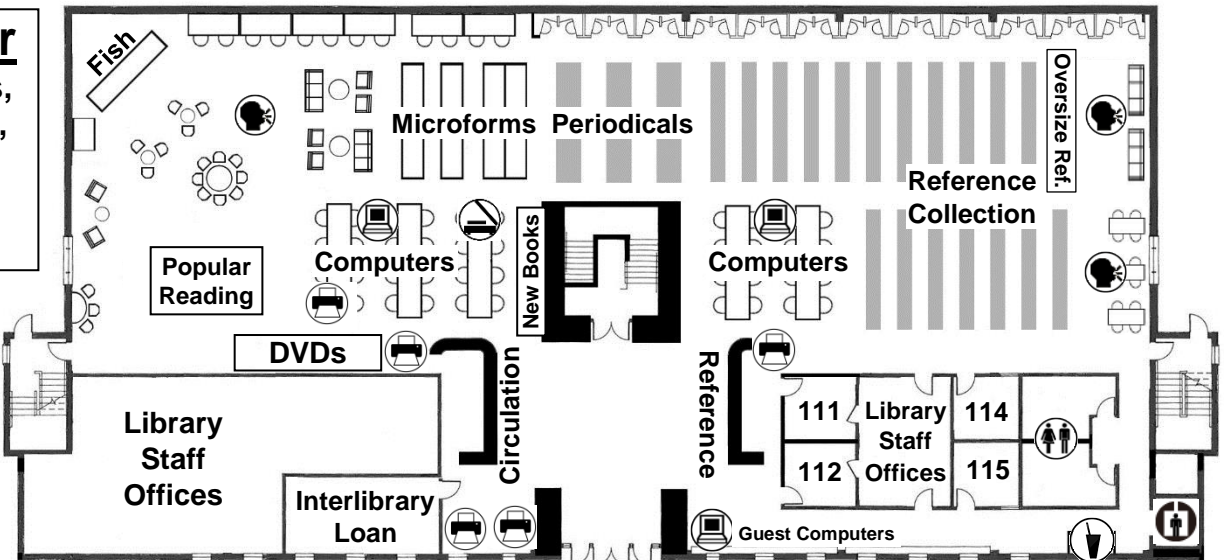 r
s,
,
Fish
Microforms
Periodicals
Oversize Ref.
Reference
Collection
Computers
New Books
Computers
Popular
Reading
DVDs
Circulation
Reference
Library
Staff
Offices
Interlibrary
Loan
111
112
Library
Staff
Offices
114
115
Guest Computers